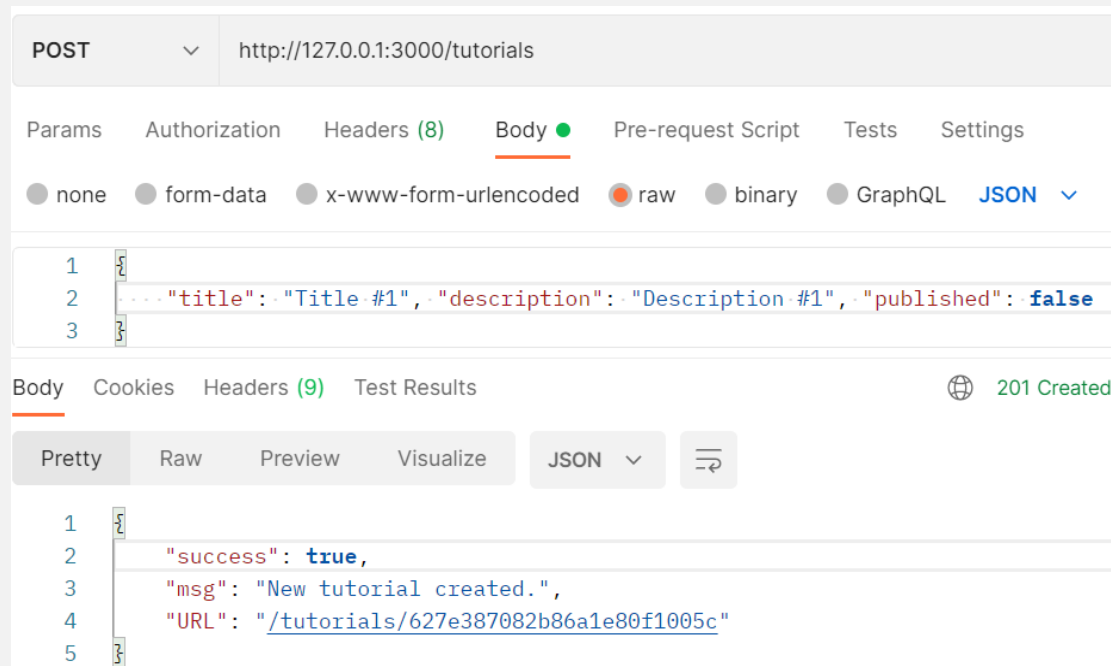 POST http://127.0.0.1:3000/tutorials
Params Authorization Headers (8) Body Pre-request Script Tests Settings
none form-data x-www-form-urlencoded raw binary GraphQL JSON
1 {
2 "title": "Title #1", "description": "Description #1", "published": false
3 }
Body Cookies Headers (9) Test Results 201 Created
Pretty Raw Preview Visualize JSON
1 {
2 "success": true,
3 "msg": "New tutorial created.",
4 "URL": "/tutorials/627e387082b86a1e80f1005c"
5 }